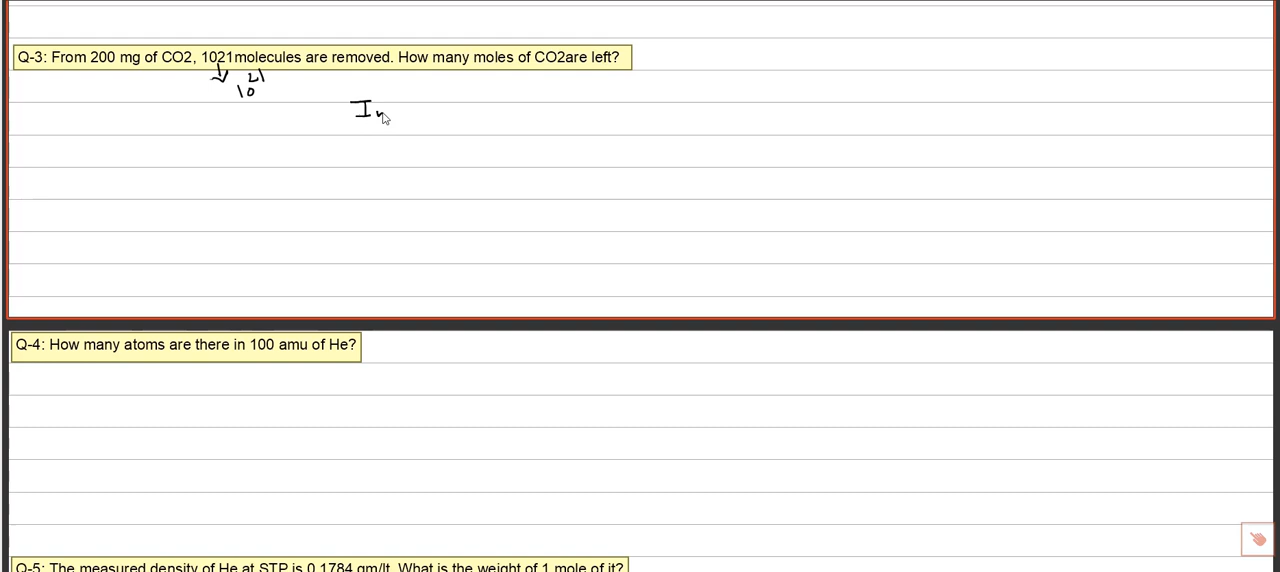 Q-3: From 200 mg of CO2, 1021molecules are removed. How many moles of CO2are left?
10²¹
Q-4: How many atoms are there in 100 amu of He?
Q-5: The measured density of He at STP is 0.1784 gm/lt. What is the weight of 1 mole of it?